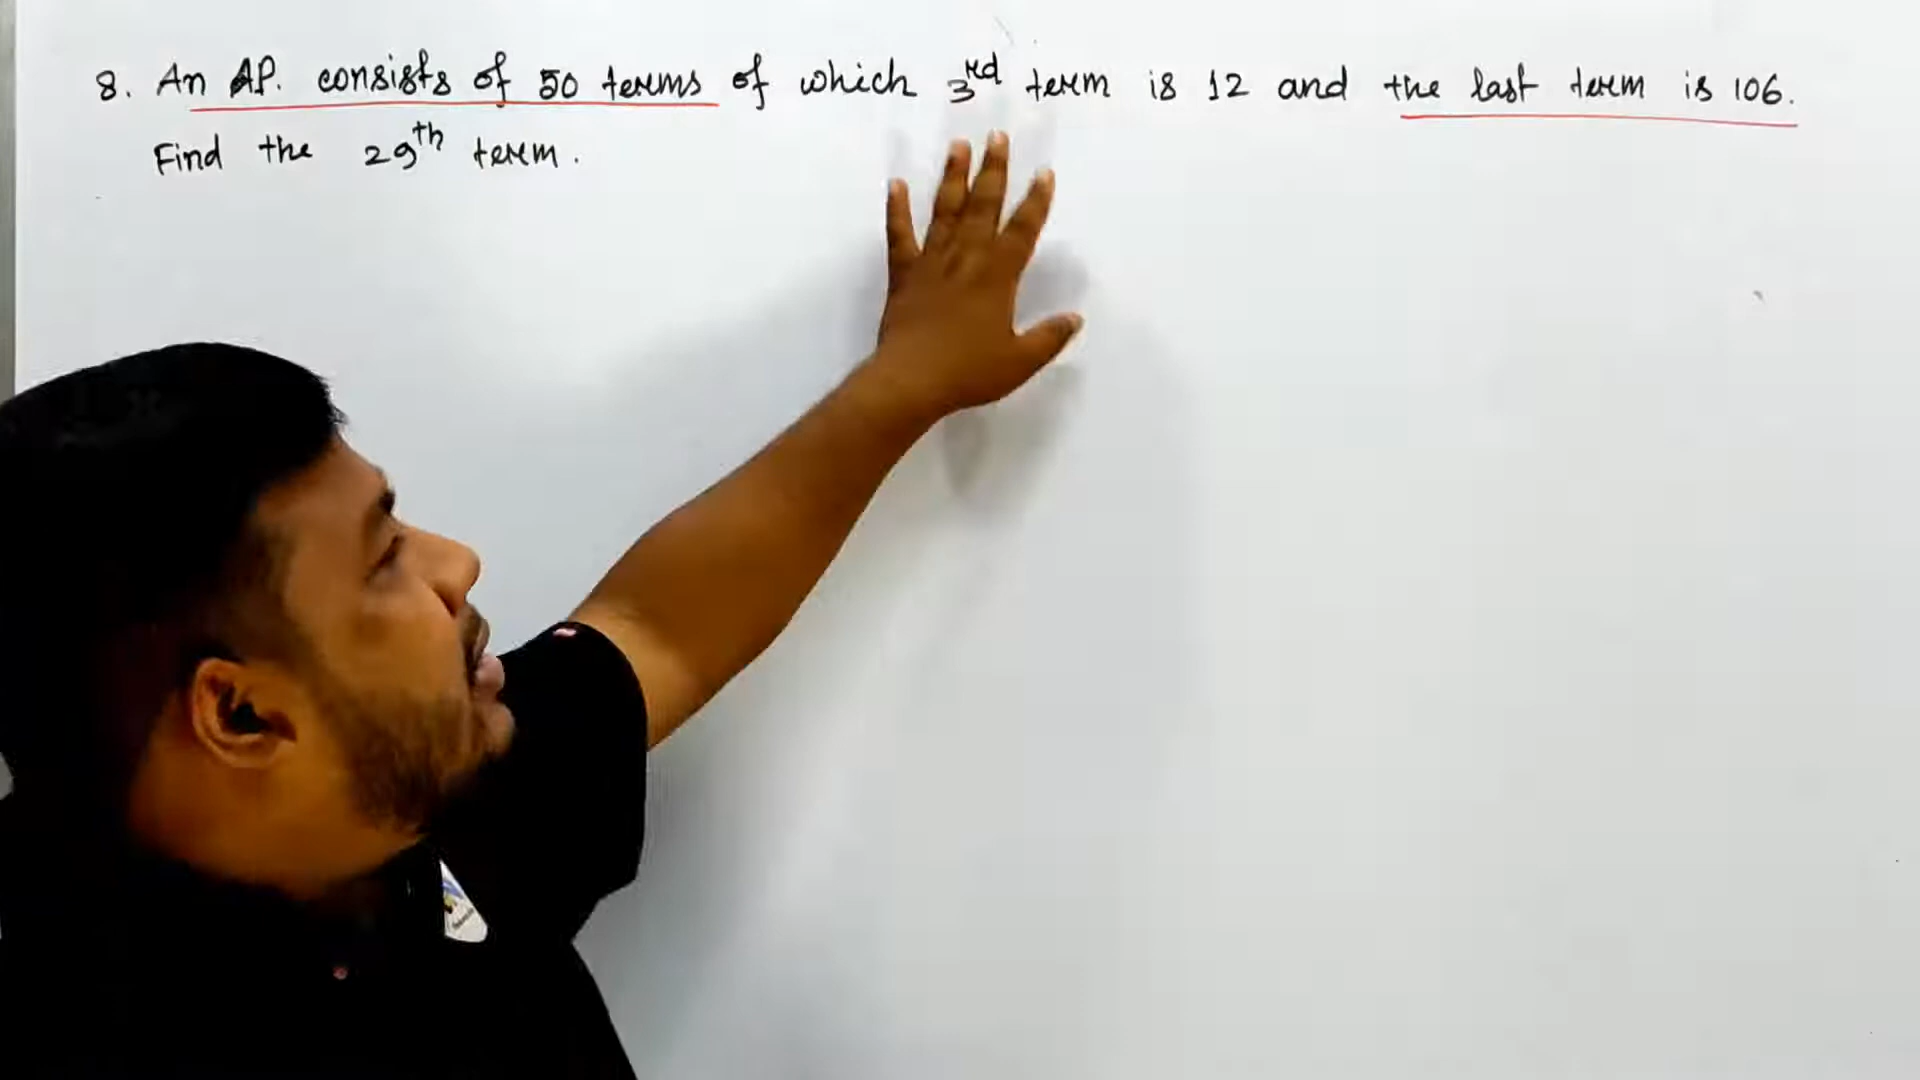 8. An AP. consists of 50 terms of which 3rd term is 12 and the last term is 106.
Find the 29th term.